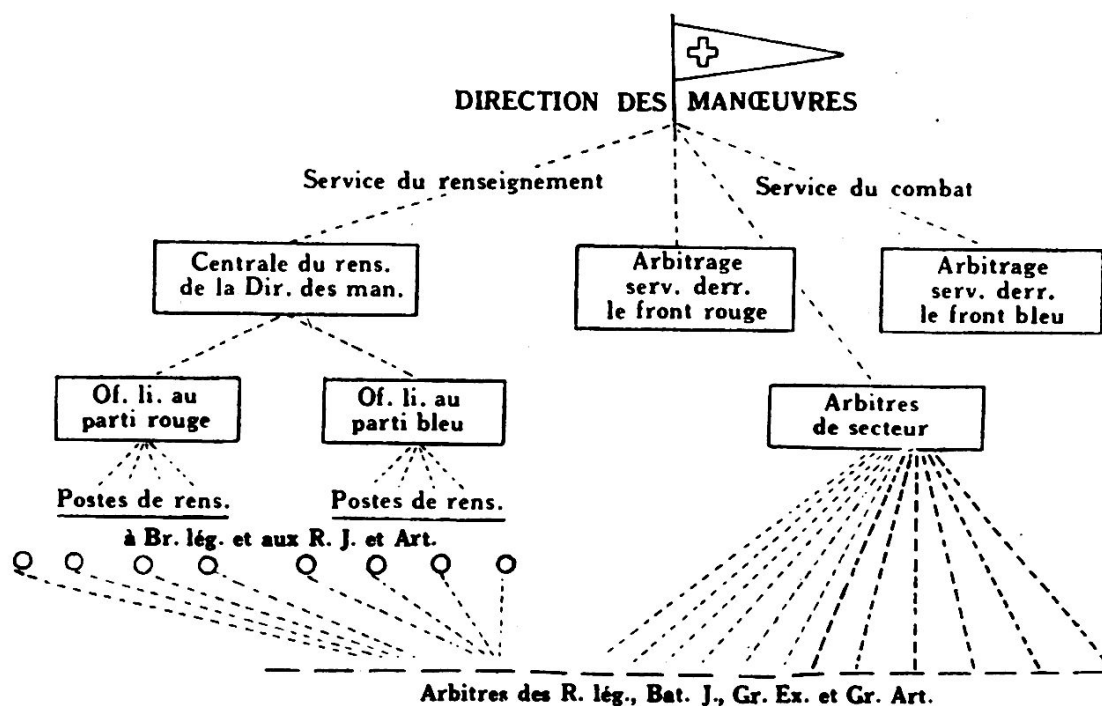 DIRECTION DES MANŒUVRES
Service du renseignement
Service du combat
Centrale du rens.
de la Dir. des man.
Arbitrage
serv. derr.
le front rouge
Arbitrage
serv. derr.
le front bleu
Of. li. au
parti rouge
Of. li. au
parti bleu
Arbitres
de secteur
Postes de rens.
Postes de rens.
à Br. lég. et aux R. J. et Art.
Arbitres des R. lég., Bat. J., Gr. Ex. et Gr. Art.